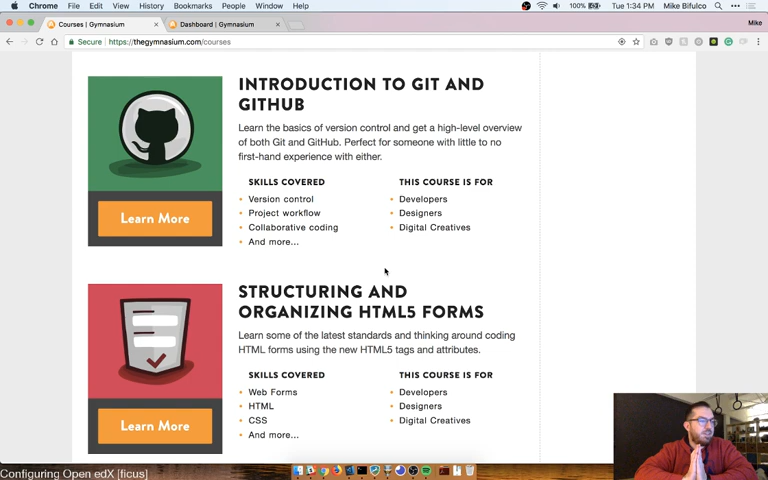 Chrome File Edit View History Bookmarks People Window Help 100% Tue 1:34 PM Mike Bifulco
Courses | Gymnasium Dashboard | Gymnasium Mike
Secure https://thegymnasium.com/courses
INTRODUCTION TO GIT AND
GITHUB
Learn the basics of version control and get a high-level overview
of both Git and GitHub. Perfect for someone with little to no
first-hand experience with either.
SKILLS COVERED THIS COURSE IS FOR
Version control Developers
Project workflow Designers
Collaborative coding Digital Creatives
And more...
Learn More
STRUCTURING AND
ORGANIZING HTML5 FORMS
Learn some of the latest standards and thinking around coding
HTML forms using the new HTML5 tags and attributes.
SKILLS COVERED THIS COURSE IS FOR
Web Forms Developers
HTML Designers
CSS Digital Creatives
And more...
Learn More
Configuring Open edX [ficus]